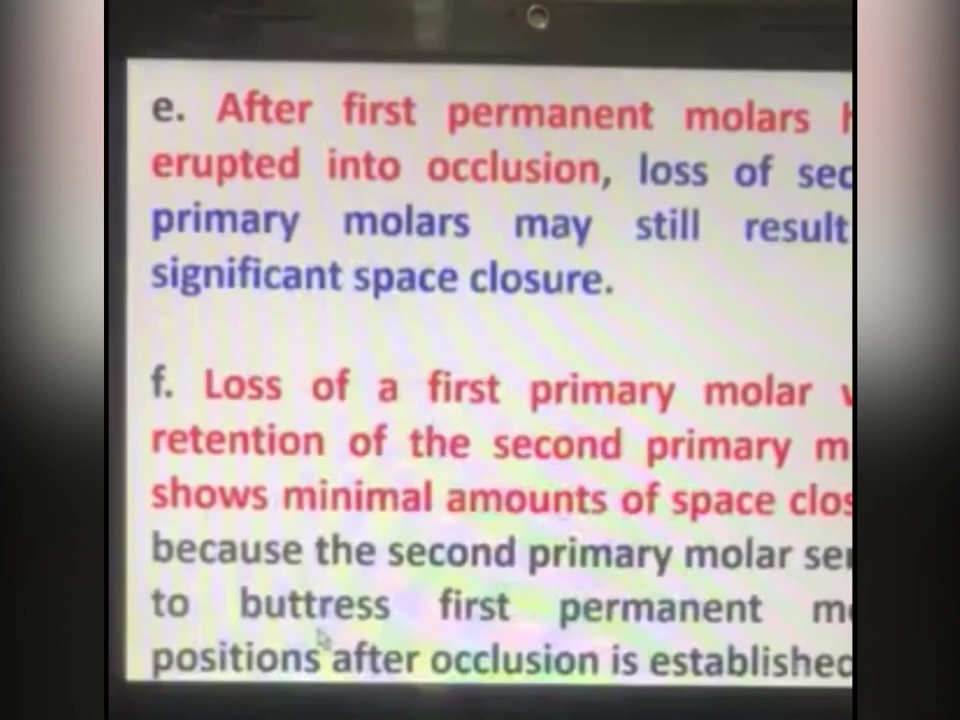 e. After first permanent molars
erupted into occlusion, loss of
primary molars may still result
significant space closure.
f. Loss of a first primary molar
retention of the second primary
shows minimal amounts of space
because the second primary molar
to buttress first permanent
positions after occlusion is established